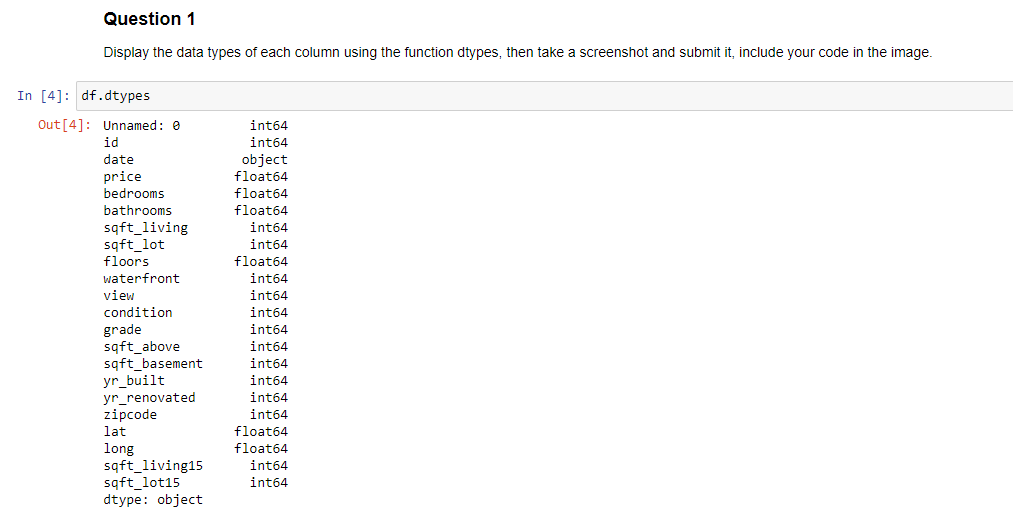 Question 1
Display the data types of each column using the function dtypes, then take a screenshot and submit it, include your code in the image.
In [4]: df.dtypes
Out[4]: Unnamed: 0 int64
id int64
date object
price float64
bedrooms float64
bathrooms float64
sqft_living int64
sqft_lot int64
floors float64
waterfront int64
view int64
condition int64
grade int64
sqft_above int64
sqft_basement int64
yr_built int64
yr_renovated int64
zipcode int64
lat float64
long float64
sqft_living15 int64
sqft_lot15 int64
dtype: object